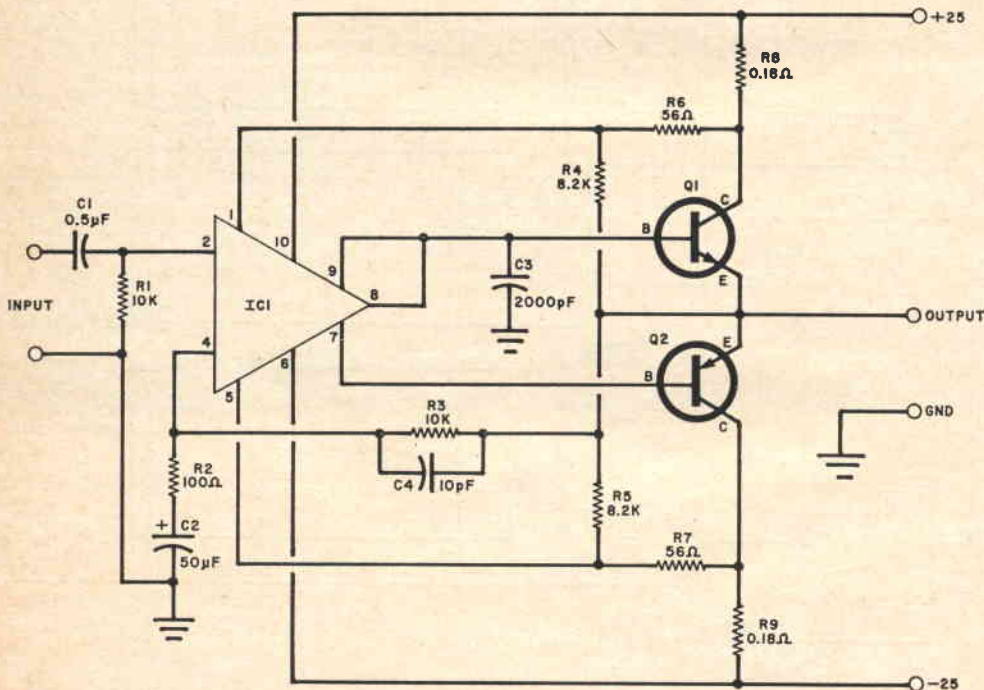 +25
R8
0.18Ω
R6
56Ω
R4
8.2K
Q1
C
B
E
C1
0.5µF
1
2
10
9
8
7
6
4
5
IC1
R1
10K
INPUT
C3
2000pF
OUTPUT
Q2
E
B
C
GND
R3
10K
C4
10pF
R2
100Ω
+
C2
50µF
R5
8.2K
R7
56Ω
R9
0.18Ω
-25